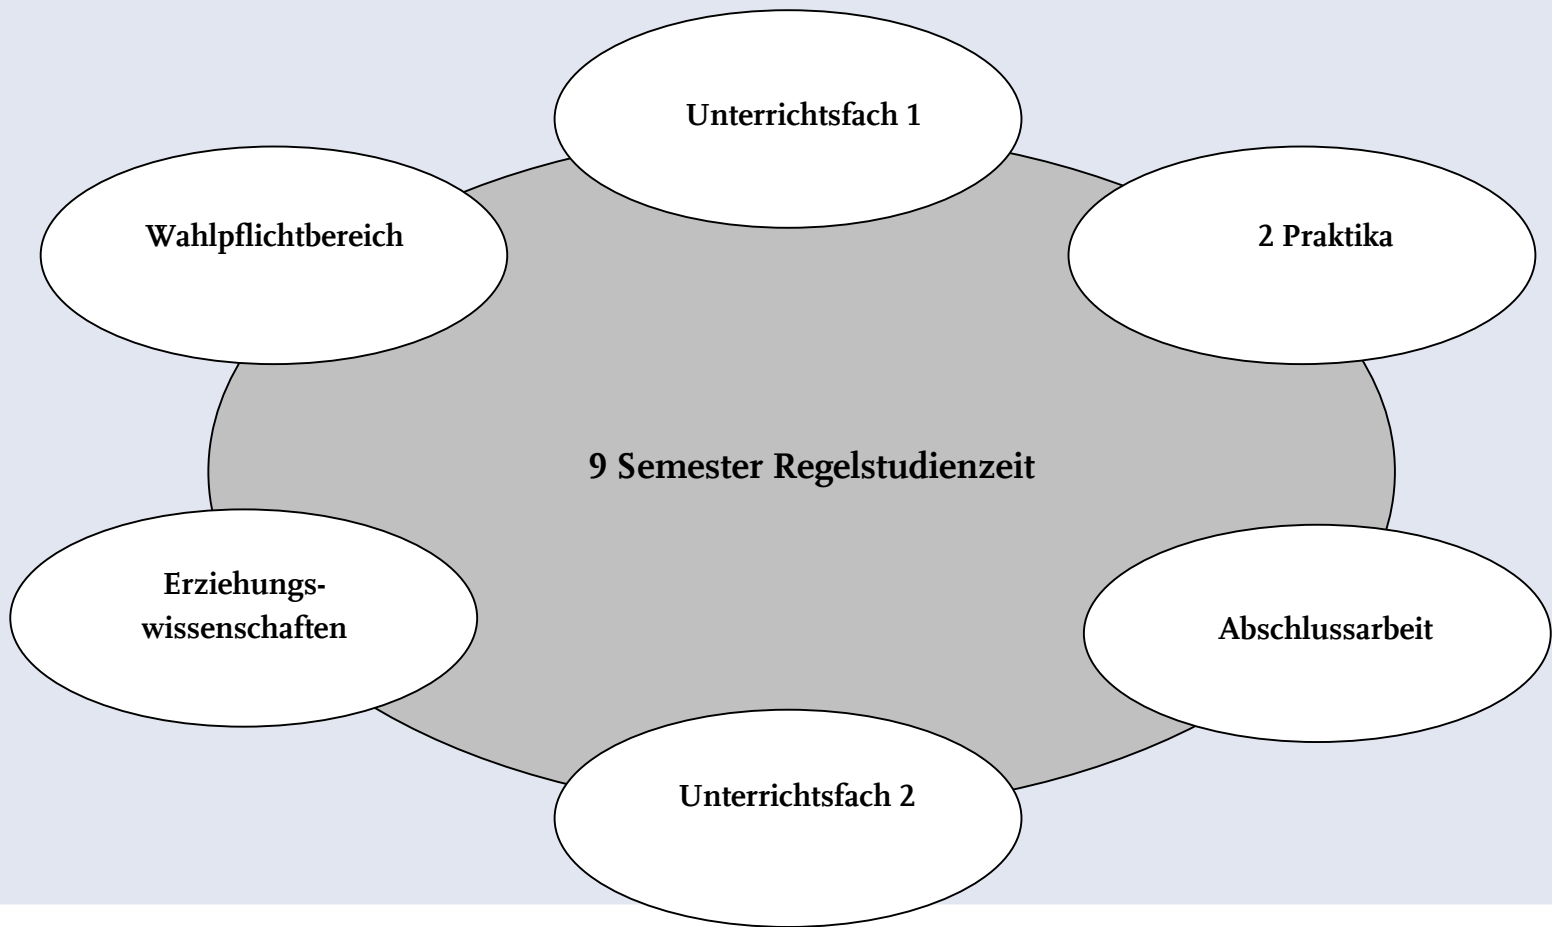 Unterrichtsfach 1
Wahlpflichtbereich
2 Praktika
9 Semester Regelstudienzeit
Erziehungs-
wissenschaften
Abschlussarbeit
Unterrichtsfach 2